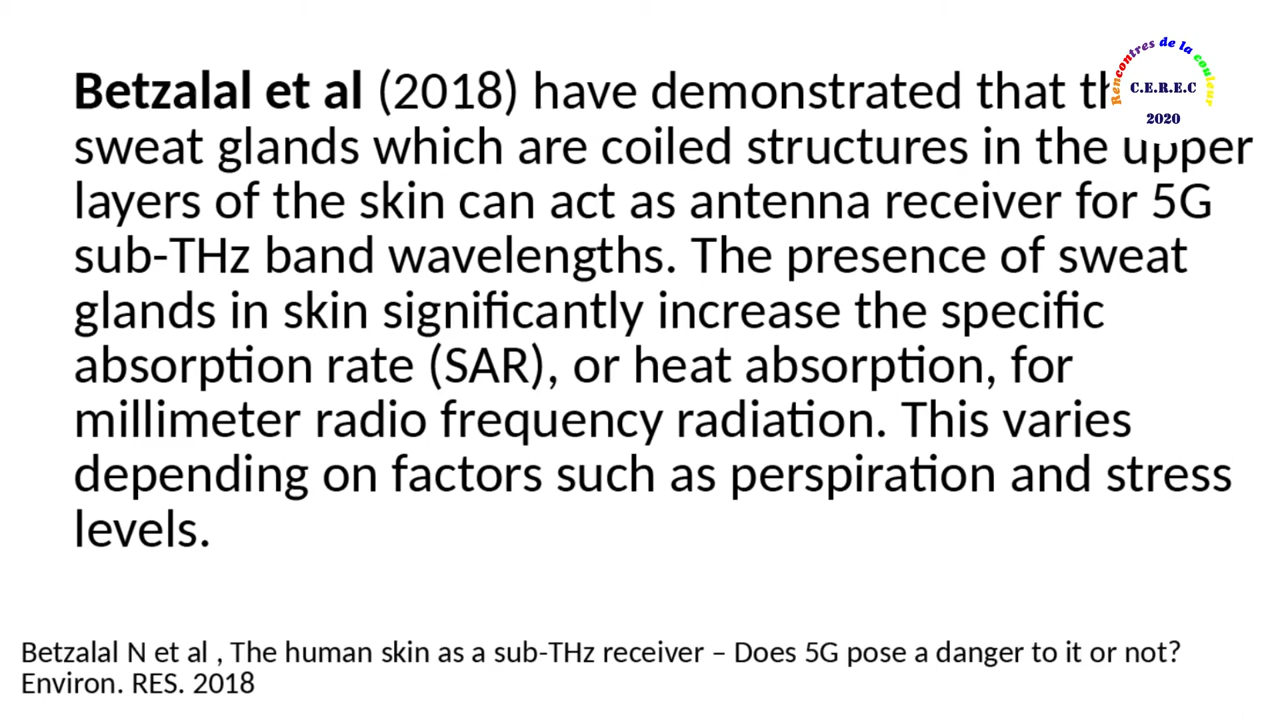 Rencontres de la couleur
C.E.R.E.C
2020
Betzalal et al (2018) have demonstrated that
sweat glands which are coiled structures in the upper
layers of the skin can act as antenna receiver for 5G
sub-THz band wavelengths. The presence of sweat
glands in skin significantly increase the specific
absorption rate (SAR), or heat absorption, for
millimeter radio frequency radiation. This varies
depending on factors such as perspiration and stress
levels.
Betzalal N et al , The human skin as a sub-THz receiver – Does 5G pose a danger to it or not?
Environ. RES. 2018